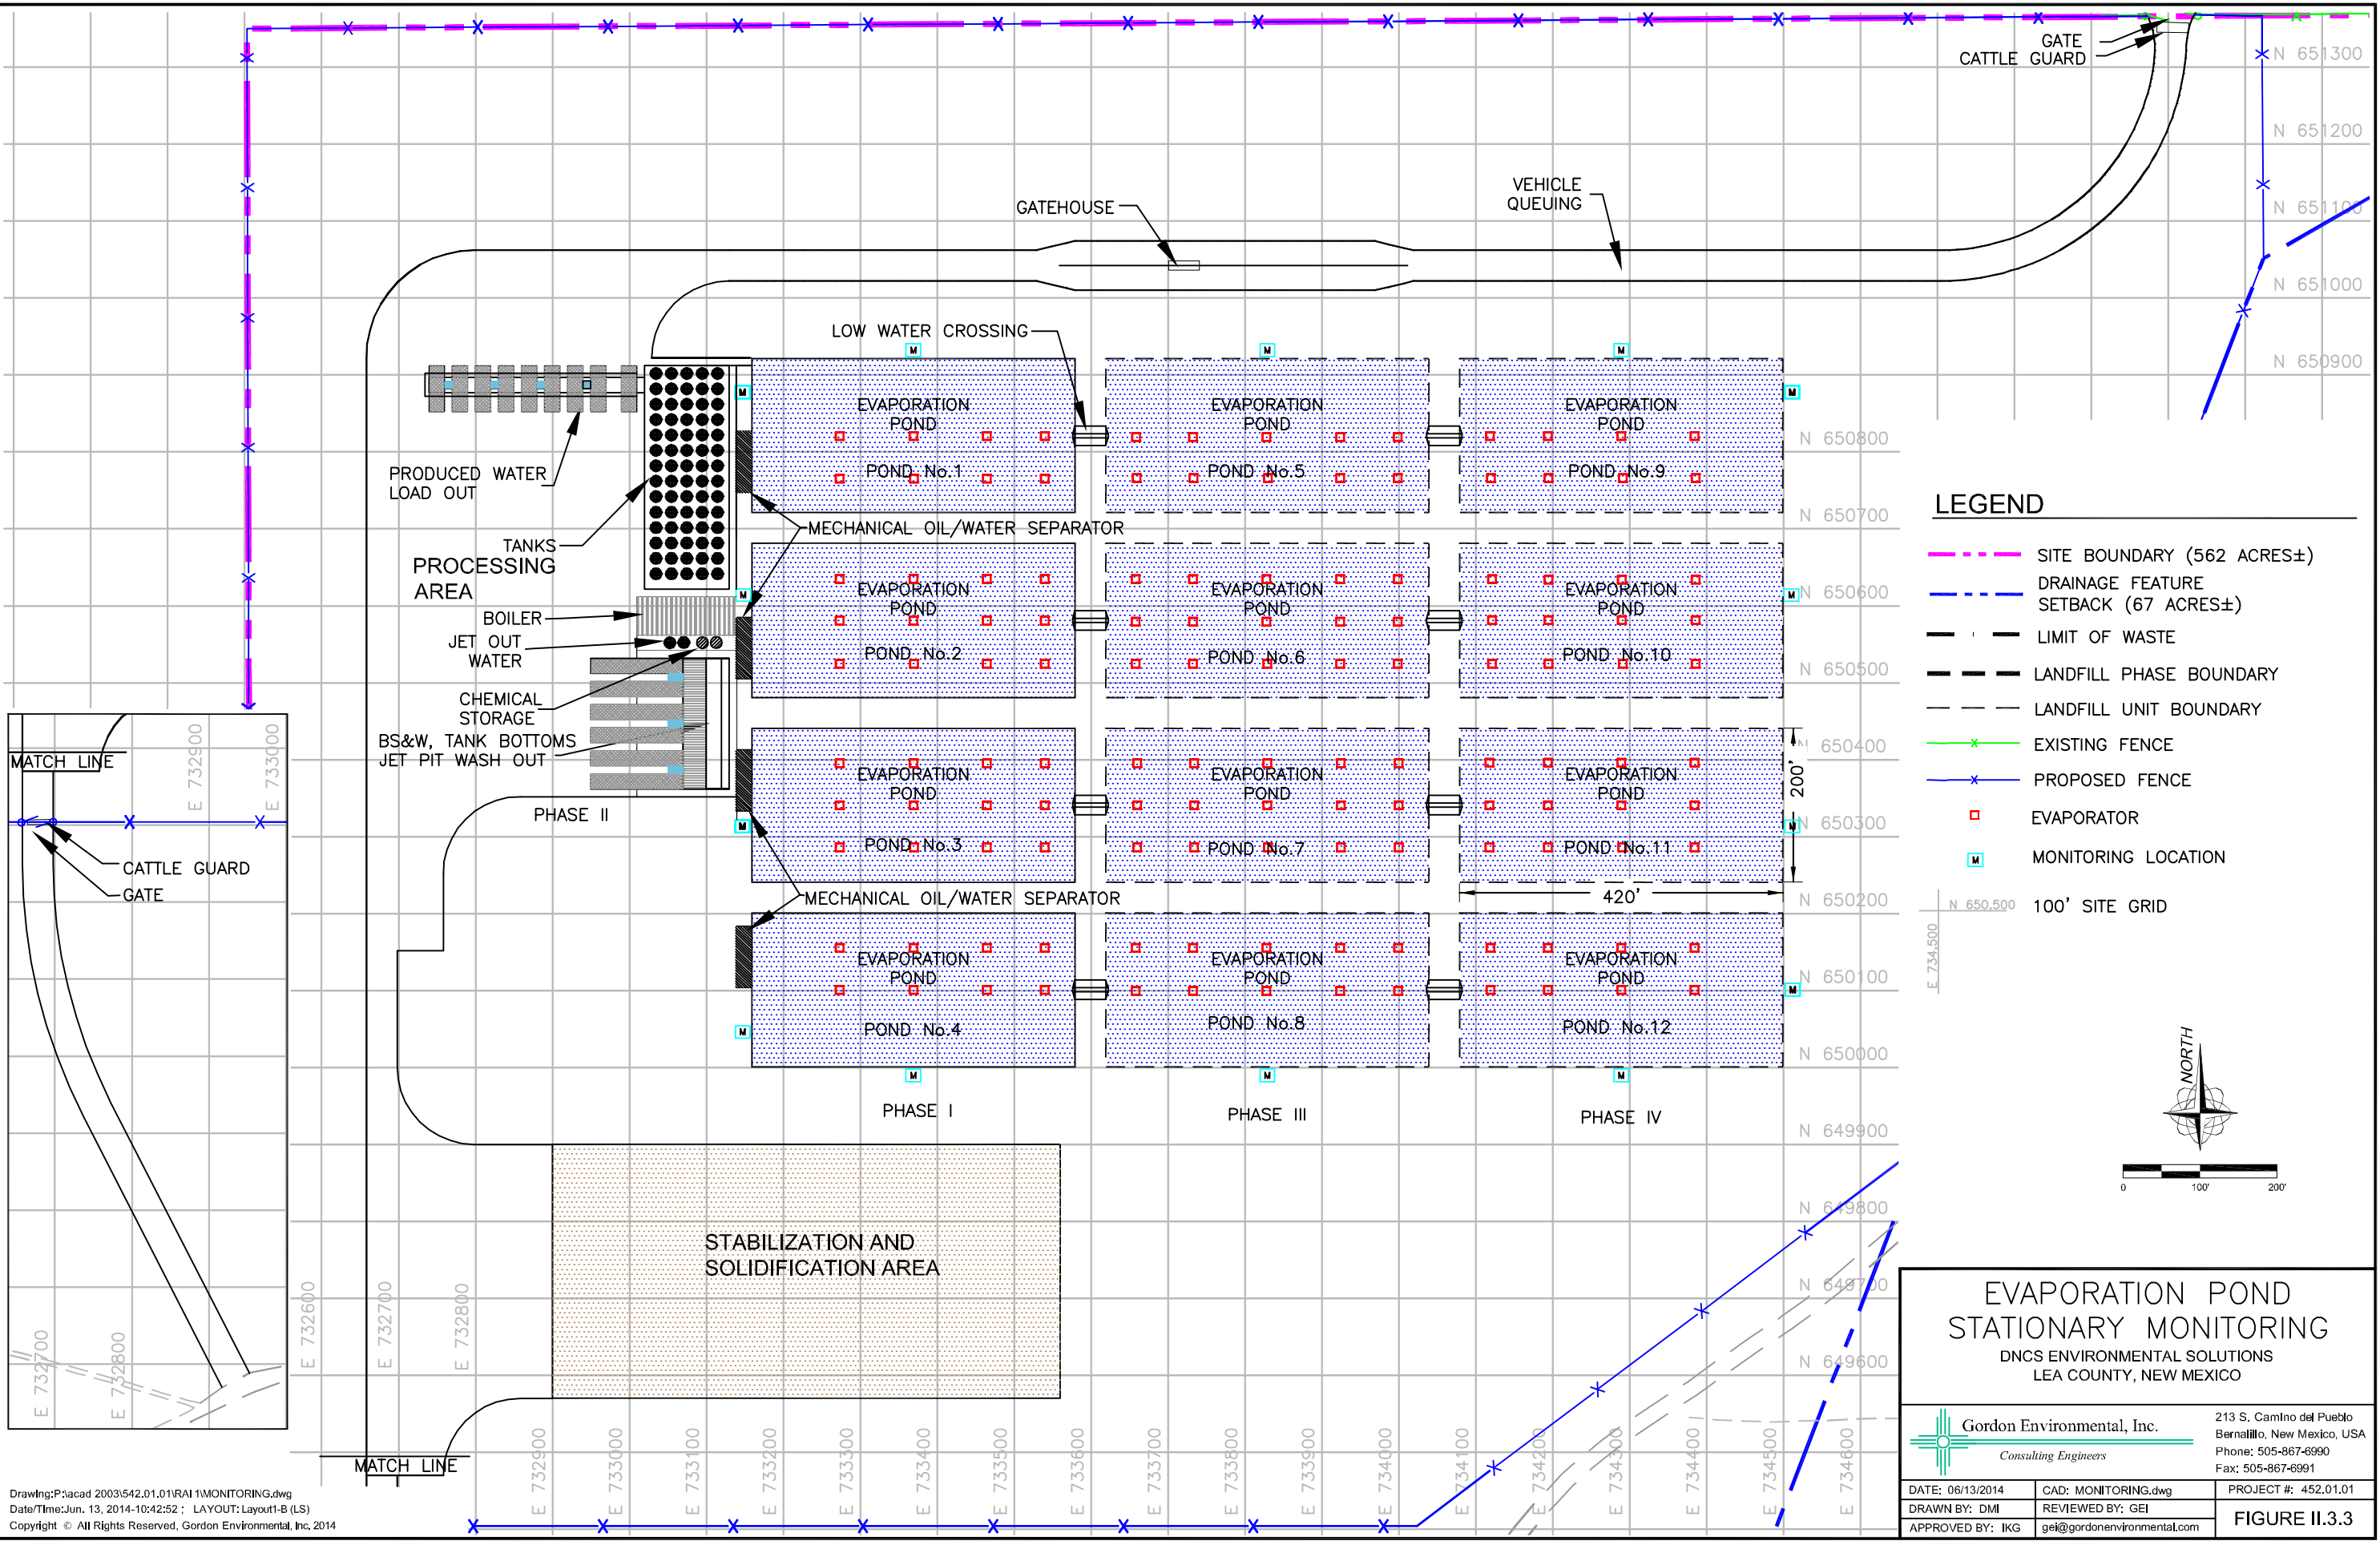 GATE
CATTLE GUARD
N 651300
N 651200
N 651100
N 651000
N 650900
N 650800
N 650700
N 650600
N 650500
N 650400
N 650300
N 650200
N 650100
N 650000
N 649900
N 649800
N 649700
N 649600
VEHICLE
QUEUING
GATEHOUSE
LOW WATER CROSSING
PRODUCED WATER
LOAD OUT
TANKS
PROCESSING
AREA
BOILER
JET OUT
WATER
CHEMICAL
STORAGE
BS&W, TANK BOTTOMS
JET PIT WASH OUT
PHASE II
MECHANICAL OIL/WATER SEPARATOR
MECHANICAL OIL/WATER SEPARATOR
M
M
M
M
M
M
M
M
M
M
M
M
M
M
EVAPORATION
POND
POND No.1
EVAPORATION
POND
POND No.5
EVAPORATION
POND
POND No.9
EVAPORATION
POND
POND No.2
EVAPORATION
POND
POND No.6
EVAPORATION
POND
POND No.10
EVAPORATION
POND
POND No.3
EVAPORATION
POND
POND No.7
EVAPORATION
POND
POND No.11
200'
420'
EVAPORATION
POND
POND No.4
EVAPORATION
POND
POND No.8
EVAPORATION
POND
POND No.12
PHASE I
PHASE III
PHASE IV
STABILIZATION AND
SOLIDIFICATION AREA
MATCH LINE
E 732900
E 733000
CATTLE GUARD
GATE
E 732700
E 732800
E 732600
E 732700
E 732800
MATCH LINE
E 732900
E 733000
E 733100
E 733200
E 733300
E 733400
E 733500
E 733600
E 733700
E 733800
E 733900
E 734000
E 734100
E 734200
E 734300
E 734400
E 734500
E 734600
LEGEND
SITE BOUNDARY (562 ACRES±)
DRAINAGE FEATURE
SETBACK (67 ACRES±)
LIMIT OF WASTE
LANDFILL PHASE BOUNDARY
LANDFILL UNIT BOUNDARY
EXISTING FENCE
PROPOSED FENCE
EVAPORATOR
M MONITORING LOCATION
N 650,500 100' SITE GRID
E 734,500
NORTH
0 100' 200'
EVAPORATION POND
STATIONARY MONITORING
DNCS ENVIRONMENTAL SOLUTIONS
LEA COUNTY, NEW MEXICO
Gordon Environmental, Inc.
Consulting Engineers
213 S. Camino del Pueblo
Bernalillo, New Mexico, USA
Phone: 505-867-6990
Fax: 505-867-6991
DATE: 06/13/2014 CAD: MONITORING.dwg PROJECT #: 452.01.01
DRAWN BY: DMI REVIEWED BY: GEI
APPROVED BY: IKG gei@gordonenvironmental.com
FIGURE II.3.3
Drawing:P:\acad 2003\542.01.01\RAI 1\MONITORING.dwg
Date/Time:Jun. 13, 2014-10:42:52 ; LAYOUT: Layout1-B (LS)
Copyright © All Rights Reserved, Gordon Environmental, Inc. 2014